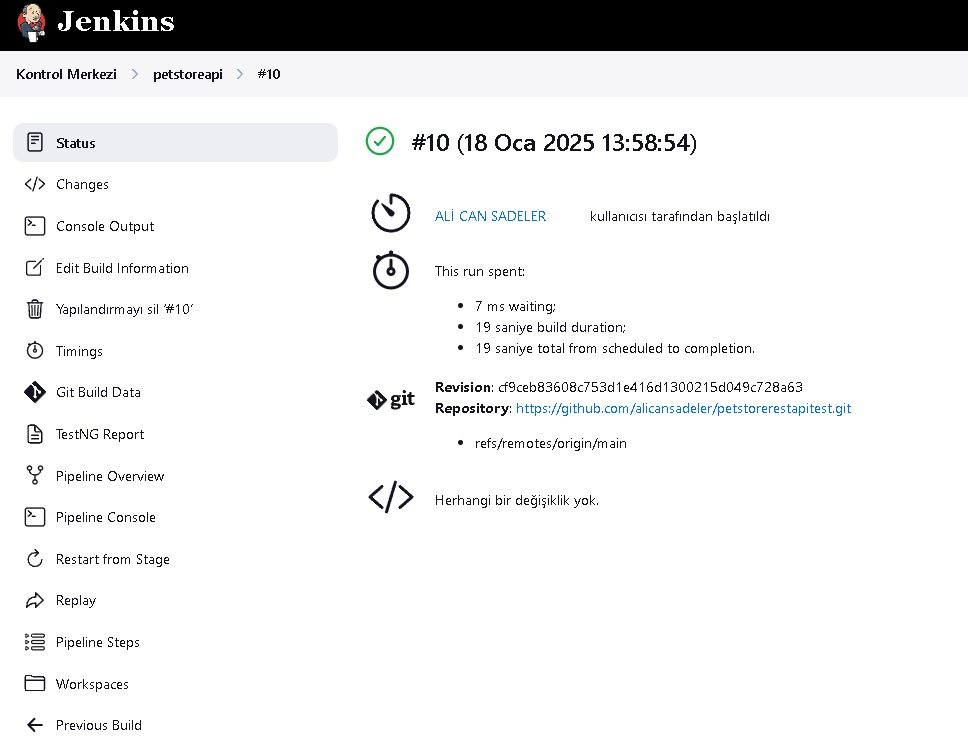 Jenkins
Kontrol Merkezi > petstoreapi > #10
Status
Changes
Console Output
Edit Build Information
Yapılandırmayı sil ‘#10’
Timings
Git Build Data
TestNG Report
Pipeline Overview
Pipeline Console
Restart from Stage
Replay
Pipeline Steps
Workspaces
Previous Build
#10 (18 Oca 2025 13:58:54)
ALİ CAN SADELER kullanıcısı tarafından başlatıldı
This run spent:
• 7 ms waiting;
• 19 saniye build duration;
• 19 saniye total from scheduled to completion.
git
Revision: cf9ceb83608c753d1e416d1300215d049c728a63
Repository: https://github.com/alicansadeler/petstorerestapitest.git
• refs/remotes/origin/main
Herhangi bir değişiklik yok.